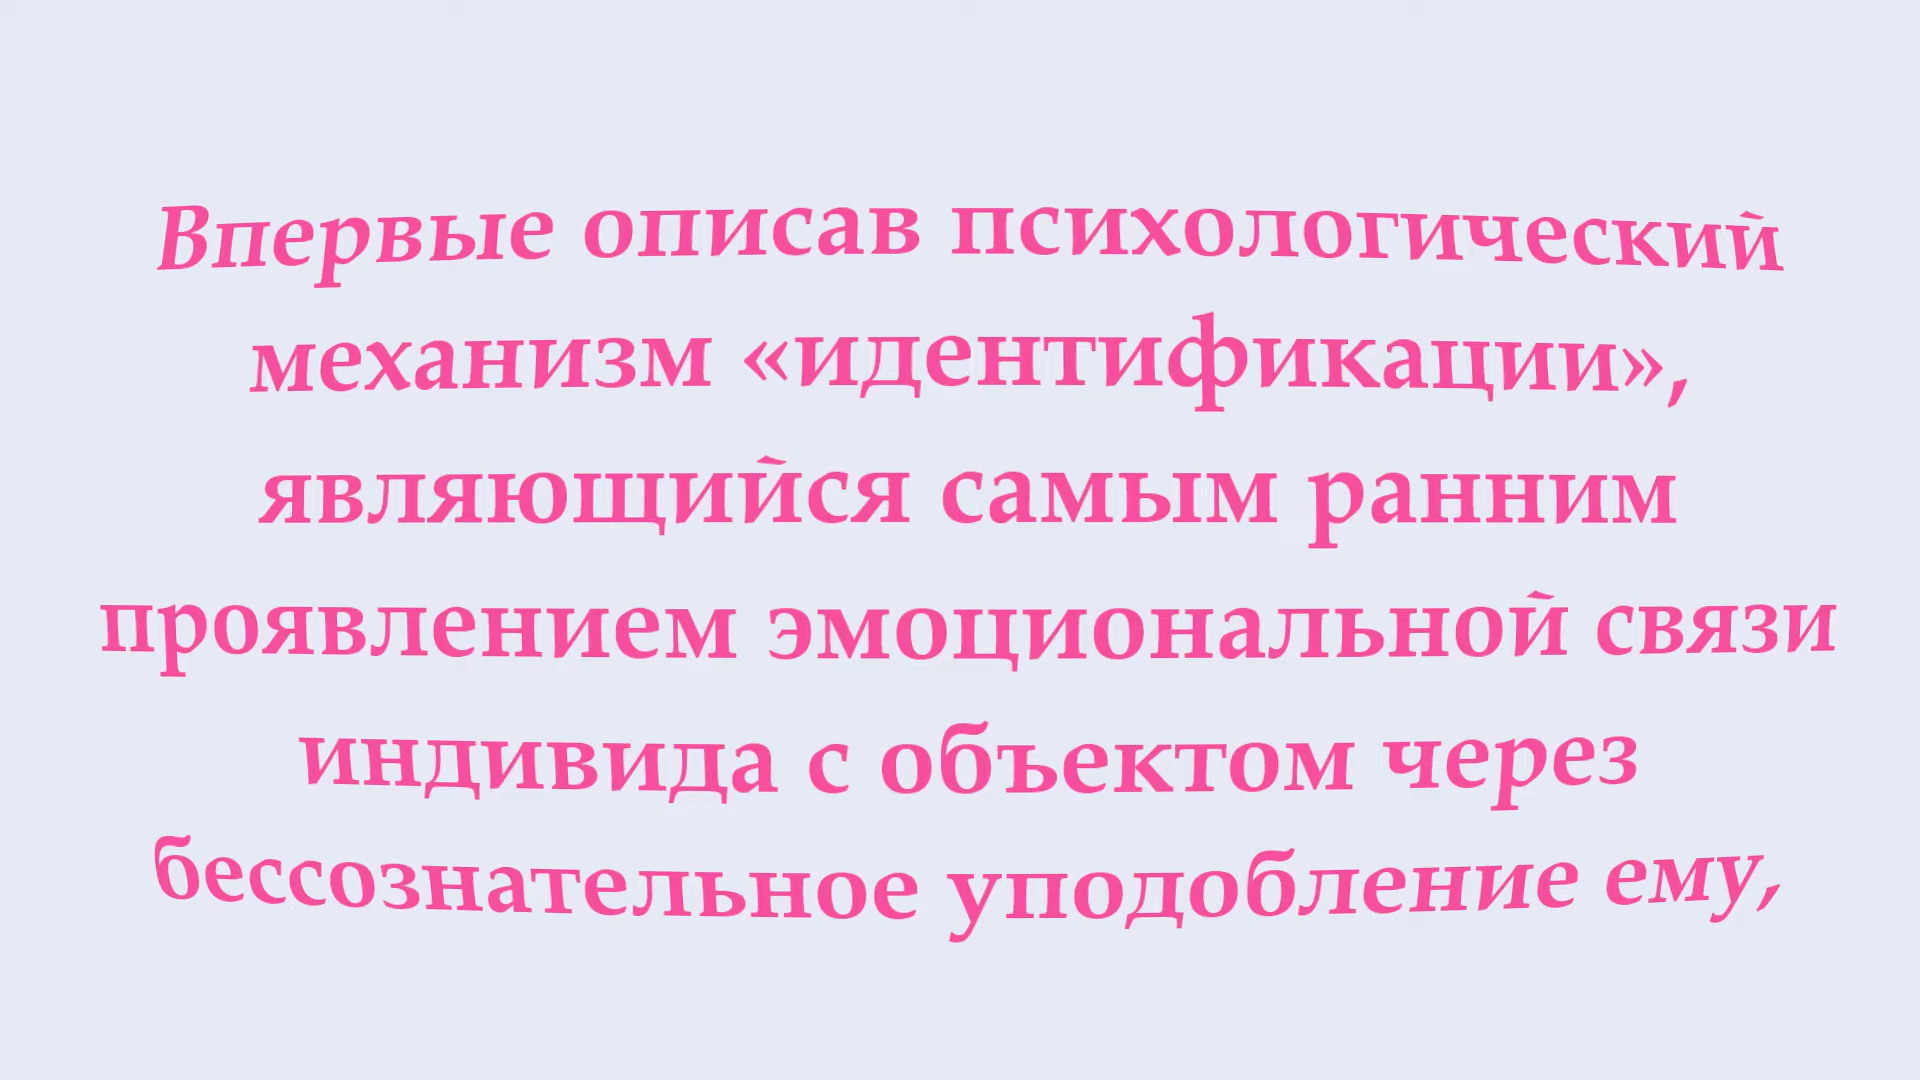 Впервые описав психологический
механизм «идентификации»,
являющийся самым ранним
проявлением эмоциональной связи
индивида с объектом через
бессознательное уподобление ему,